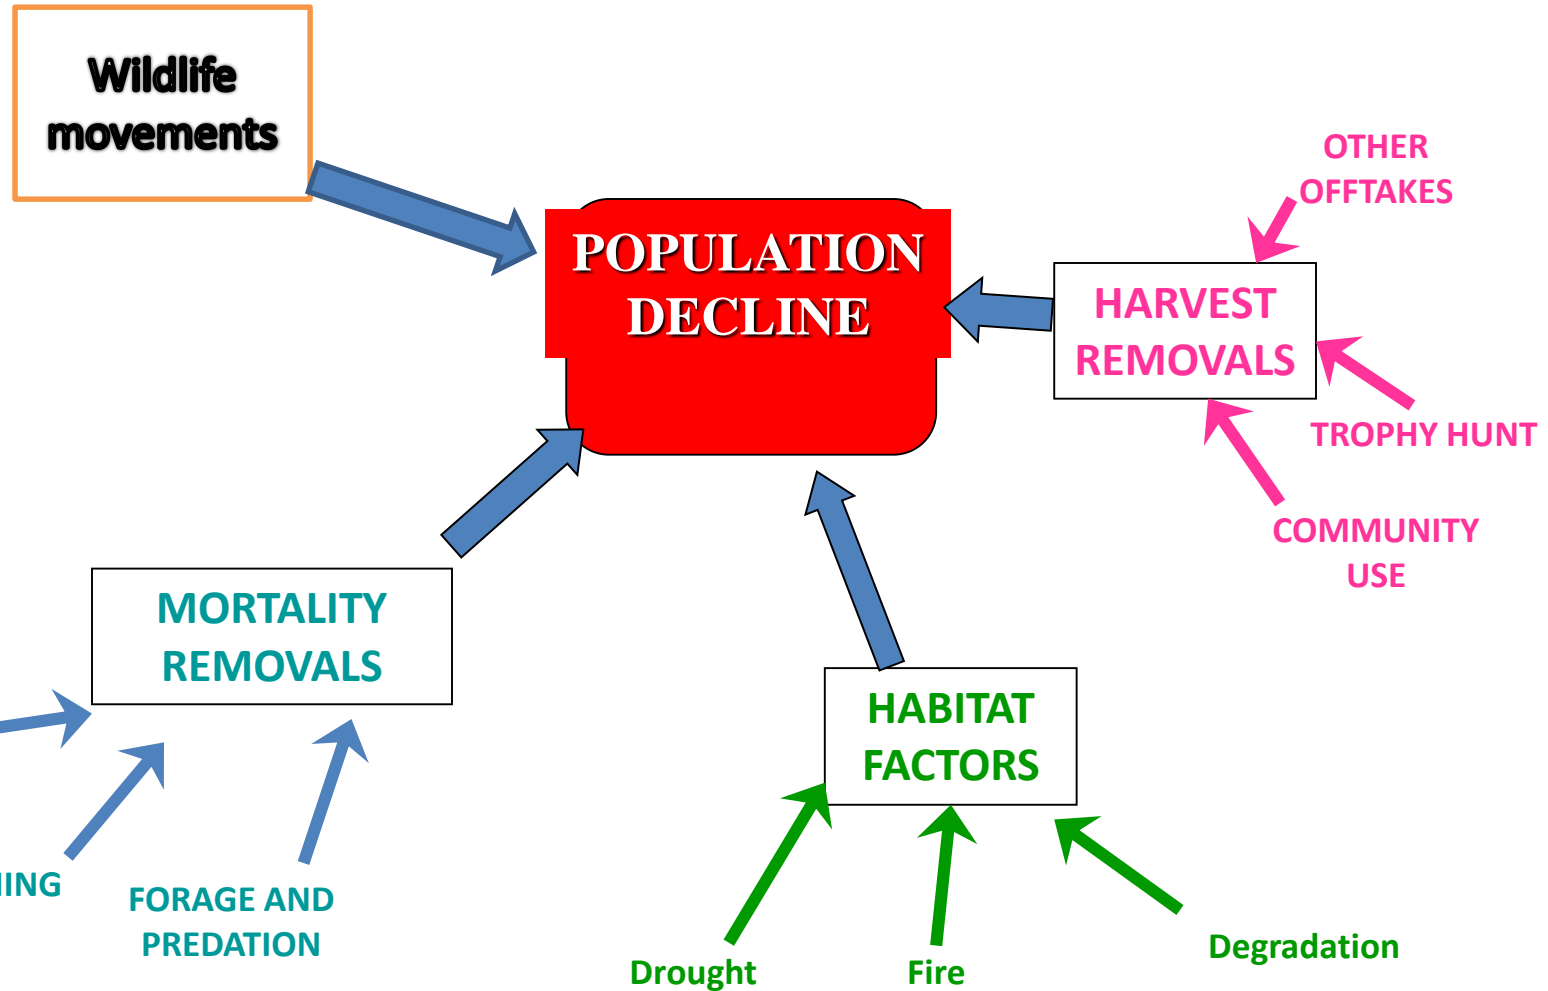 Wildlife
movements
POPULATION
DECLINE
OTHER
OFFTAKES
HARVEST
REMOVALS
TROPHY HUNT
COMMUNITY
USE
MORTALITY
REMOVALS
FORAGE AND
PREDATION
HABITAT
FACTORS
Drought
Fire
Degradation